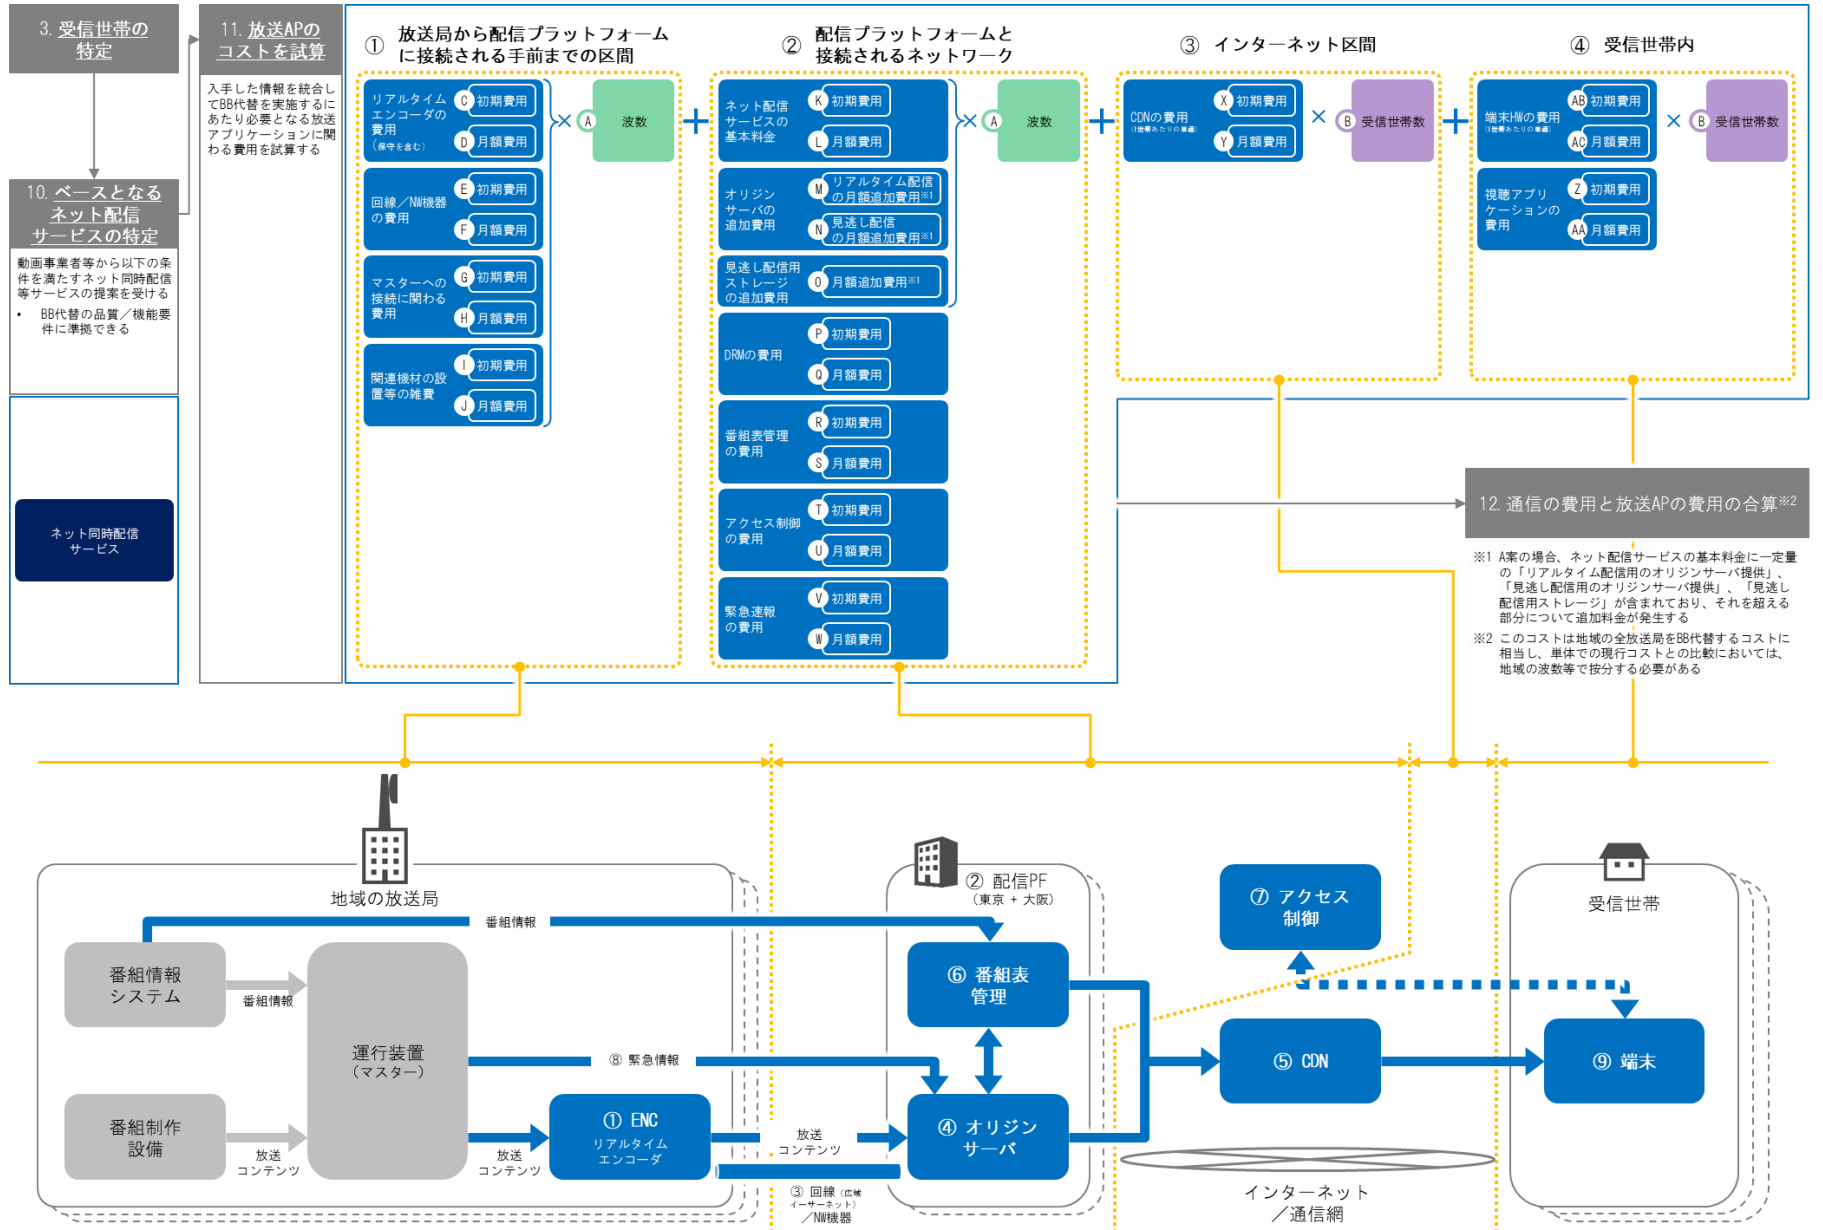 3. 受信世帯の
特定
10. ベースとなる
ネット配信
サービスの特定
動画事業者等から以下の条
件を満たすネット同時配信
等サービスの提案を受ける
• BB代替の品質／機能要
件に準拠できる
ネット同時配信
サービス
11. 放送APの
コストを試算
入手した情報を統合し
てBB代替を実施するに
あたり必要となる放送
アプリケーションに関
わる費用を試算する
① 放送局から配信プラットフォーム
に接続される手前までの区間
リアルタイム
エンコーダの
費用
（保守を含む）
C 初期費用
D 月額費用
× A 波数
回線／NW機器
の費用
E 初期費用
F 月額費用
マスターへの
接続に関わる
費用
G 初期費用
H 月額費用
関連機材の設
置等の雑費
I 初期費用
J 月額費用
+
② 配信プラットフォームと
接続されるネットワーク
ネット配信
サービスの
基本料金
K 初期費用
L 月額費用
× A 波数
オリジン
サーバの
追加費用
M リアルタイム配信
の月額追加費用※1
N 見逃し配信
の月額追加費用※1
見逃し配信用
ストレージ
の追加費用
O 月額追加費用※1
DRMの費用
P 初期費用
Q 月額費用
番組表管理
の費用
R 初期費用
S 月額費用
アクセス制御
の費用
T 初期費用
U 月額費用
緊急速報
の費用
V 初期費用
W 月額費用
+
③ インターネット区間
CDNの費用
（1世帯あたりの単価）
X 初期費用
Y 月額費用
× B 受信世帯数
+
④ 受信世帯内
端末HWの費用
（1世帯あたりの単価）
AB 初期費用
AC 月額費用
× B 受信世帯数
視聴アプリ
ケーションの
費用
Z 初期費用
AA 月額費用
12. 通信の費用と放送APの費用の合算※2
※1 A案の場合、ネット配信サービスの基本料金に一定量
の「リアルタイム配信用のオリジンサーバ提供」、
「見逃し配信用のオリジンサーバ提供」、「見逃し
配信用ストレージ」が含まれており、それを超える
部分について追加料金が発生する
※2 このコストは地域の全放送局をBB代替するコストに
相当し、単体での現行コストとの比較においては、
地域の波数等で按分する必要がある
地域の放送局
番組情報
番組情報
システム
番組情報
運行装置
（マスター）
番組制作
設備
放送
コンテンツ
放送
コンテンツ
⑧ 緊急情報
① ENC
リアルタイム
エンコーダ
放送
コンテンツ
③ 回線（広域
イーサーネット）
／NW機器
② 配信PF
（東京 + 大阪）
⑥ 番組表
管理
④ オリジン
サーバ
⑦ アクセス
制御
⑤ CDN
インターネット
／通信網
受信世帯
⑨ 端末